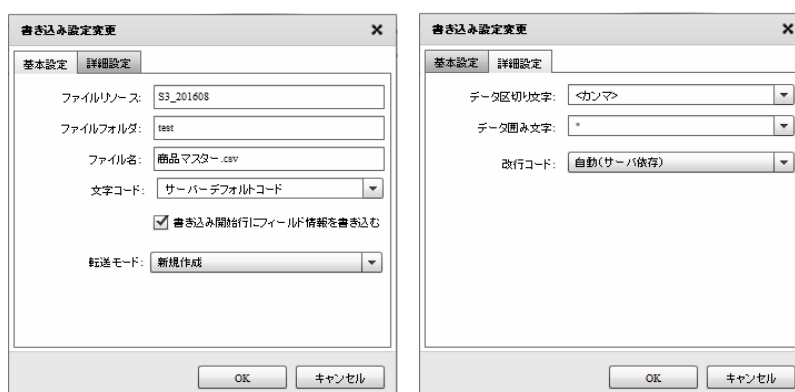 書き込み設定変更
基本設定 詳細設定
ファイルリソース: S3_201608
ファイルフォルダ: test
ファイル名: 商品マスター.csv
文字コード: サーバーデフォルトコード
書き込み開始行にフィールド情報を書き込む
転送モード: 新規作成
OK キャンセル
書き込み設定変更
基本設定 詳細設定
データ区切り文字: <カンマ>
データ囲み文字: "
改行コード: 自動(サーバ依存)
OK キャンセル